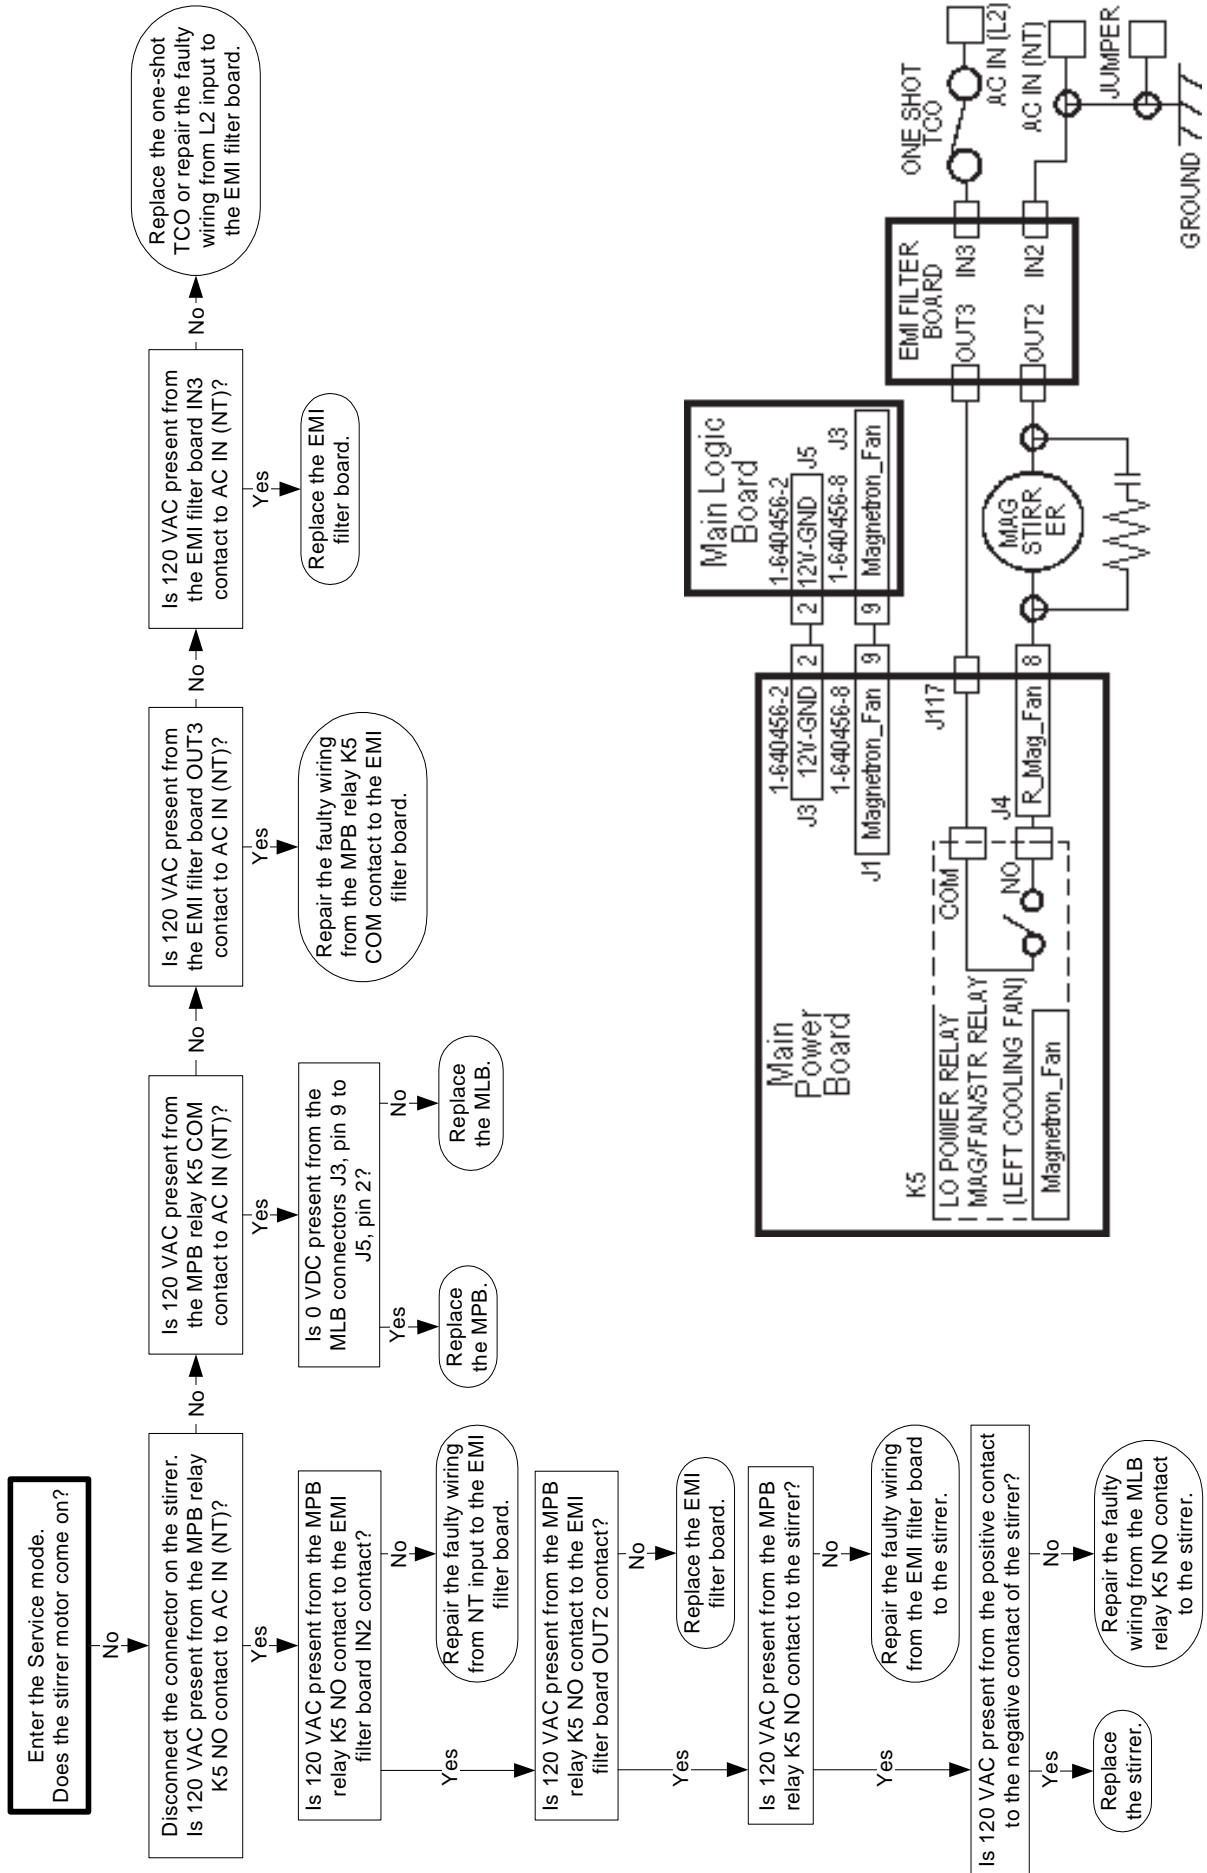 Enter the Service mode.
Does the stirrer motor come on?
No
Disconnect the connector on the stirrer.
Is 120 VAC present from the MPB relay
K5 NO contact to AC IN (NT)?
No
Is 120 VAC present from
the MPB relay K5 COM
contact to AC IN (NT)?
No
Is 120 VAC present from
the EMI filter board OUT3
contact to AC IN (NT)?
No
Is 120 VAC present from
the EMI filter board IN3
contact to AC IN (NT)?
No
Replace the one-shot
TCO or repair the faulty
wiring from L2 input to
the EMI filter board.
Yes
Is 120 VAC present from the MPB
relay K5 NO contact to the EMI
filter board IN2 contact?
Yes
Is 0 VDC present from the
MLB connectors J3, pin 9 to
J5, pin 2?
Yes
Repair the faulty wiring
from the MPB relay K5
COM contact to the EMI
filter board.
Yes
Replace the EMI
filter board.
Yes
Replace
the MPB.
No
Replace
the MLB.
No
Repair the faulty wiring
from NT input to the EMI
filter board.
Yes
Is 120 VAC present from the MPB
relay K5 NO contact to the EMI
filter board OUT2 contact?
No
Replace the EMI
filter board.
Yes
Is 120 VAC present from the MPB
relay K5 NO contact to the stirrer?
No
Repair the faulty wiring
from the EMI filter board
to the stirrer.
Yes
Is 120 VAC present from the positive contact
to the negative contact of the stirrer?
Yes
Replace
the stirrer.
No
Repair the faulty
wiring from the MLB
relay K5 NO contact
to the stirrer.
Main
Power
Board
K5
LO POWER RELAY
MAG/FAN/STR RELAY
(LEFT COOLING FAN)
Magnetron_Fan
COM
NO
J117
J4
R_Mag_Fan
8
1-640456-2
J3
12V-GND
2
1-640456-8
J1
Magnetron_Fan
9
Main Logic
Board
1-640456-2
2
12V-GND
J5
1-640456-8
J3
9
Magnetron_Fan
MAG
STIRR
ER
EMI FILTER
BOARD
OUT3
IN3
OUT2
IN2
ONE SHOT
TCO
AC IN (L2)
AC IN (NT)
JUMPER
GROUND